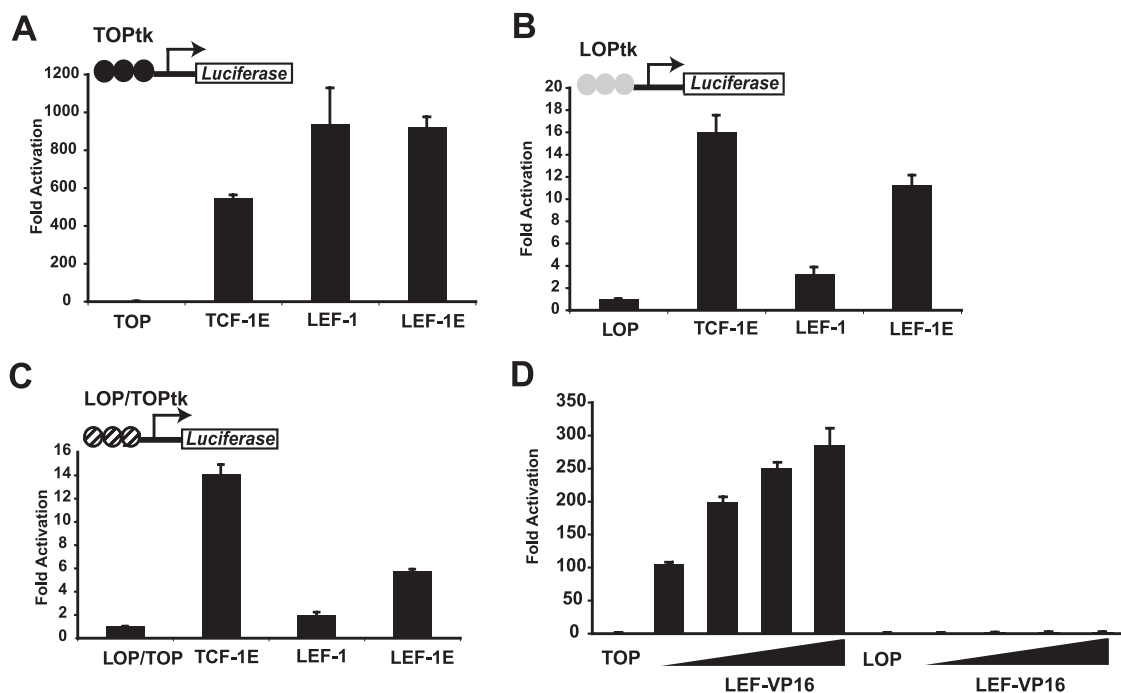 A
TOPtk
Luciferase
Fold Activation
1200
1000
800
600
400
200
0
TOP TCF-1E LEF-1 LEF-1E
B
LOPtk
Luciferase
Fold Activation
20
18
16
14
12
10
8
6
4
2
0
LOP TCF-1E LEF-1 LEF-1E
C
LOP/TOPtk
Luciferase
Fold Activation
16
14
12
10
8
6
4
2
0
LOP/TOP TCF-1E LEF-1 LEF-1E
D
Fold Activation
350
300
250
200
150
100
50
0
TOP LOP
LEF-VP16 LEF-VP16